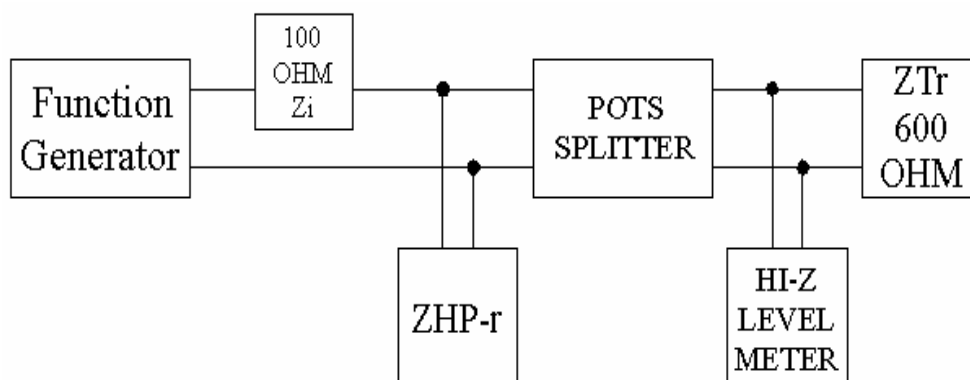 Function
Generator
100
OHM
Zi
POTS
SPLITTER
ZTr
600
OHM
ZHP-r
HI-Z
LEVEL
METER